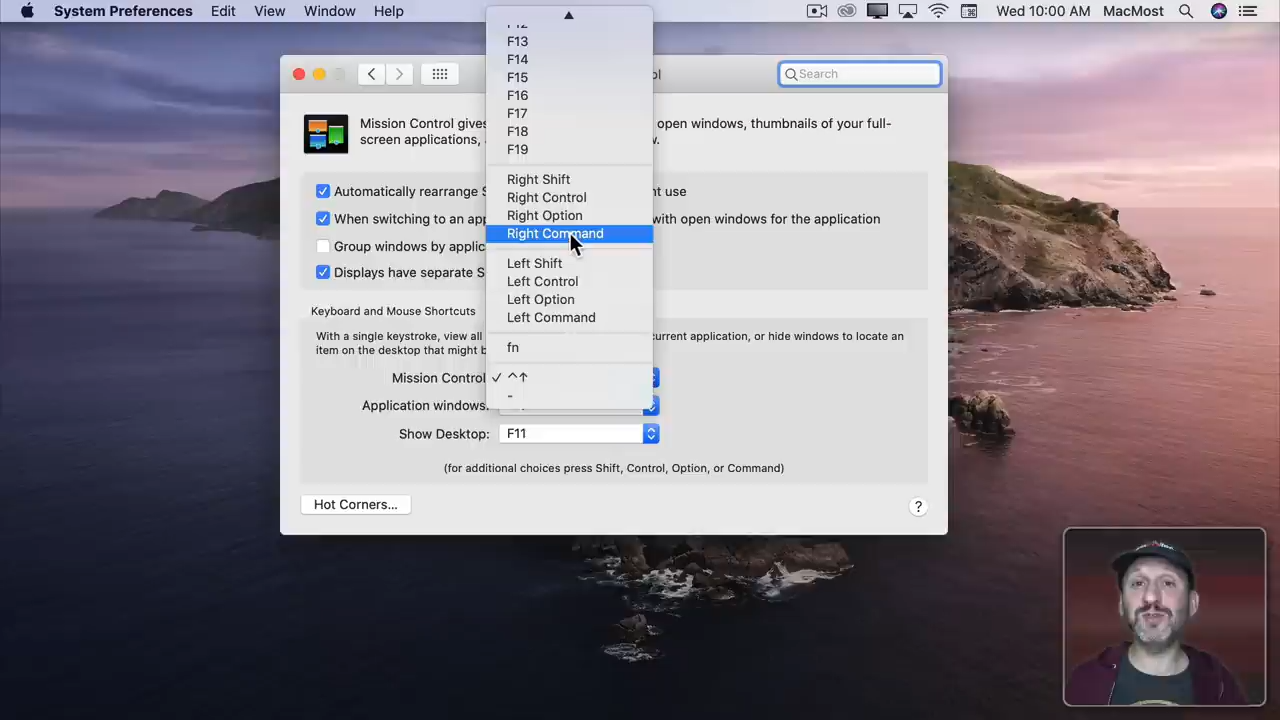 System Preferences Edit View Window Help Wed 10:00 AM MacMost
F13
F14
F15
F16
F17
F18
F19
Right Shift
Right Control
Right Option
Right Command
Left Shift
Left Control
Left Option
Left Command
fn
✓ ^↑
-
Search
Mission Control gives open windows, thumbnails of your full-
screen applications,
Automatically rearrange use
When switching to an with open windows for the application
Group windows by
Displays have separate
Keyboard and Mouse Shortcuts
With a single keystroke, view all current application, or hide windows to locate an
item on the desktop that might
Mission Control
Application windows:
Show Desktop: F11
(for additional choices press Shift, Control, Option, or Command)
Hot Corners... ?